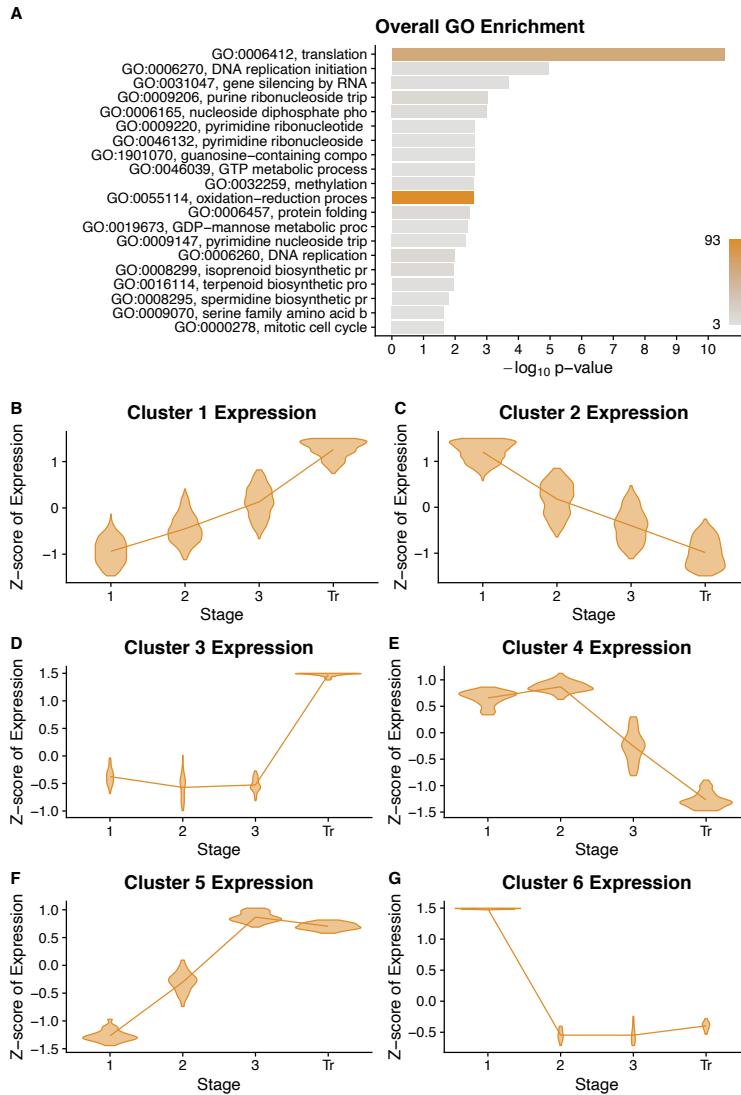 A
Overall GO Enrichment
GO:0006412, translation
GO:0006270, DNA replication initiation
GO:0031047, gene silencing by RNA
GO:0009206, purine ribonucleoside trip
GO:0006165, nucleoside diphosphate pho
GO:0009220, pyrimidine ribonucleotide
GO:0046132, pyrimidine ribonucleoside
GO:1901070, guanosine−containing compo
GO:0046039, GTP metabolic process
GO:0032259, methylation
GO:0055114, oxidation−reduction proces
GO:0006457, protein folding
GO:0019673, GDP−mannose metabolic proc
GO:0009147, pyrimidine nucleoside trip
GO:0006260, DNA replication
GO:0008299, isoprenoid biosynthetic pr
GO:0016114, terpenoid biosynthetic pro
GO:0008295, spermidine biosynthetic pr
GO:0009070, serine family amino acid b
GO:0000278, mitotic cell cycle
93
3
0 1 2 3 4 5 6 7 8 9 10
−log10 p−value
B
Cluster 1 Expression
Z−score of Expression
1
0
−1
1 2 3 Tr
Stage
C
Cluster 2 Expression
Z−score of Expression
1
0
−1
1 2 3 Tr
Stage
D
Cluster 3 Expression
Z−score of Expression
1.5
1.0
0.5
0.0
−0.5
−1.0
1 2 3 Tr
Stage
E
Cluster 4 Expression
Z−score of Expression
1.0
0.5
0.0
−0.5
−1.0
−1.5
1 2 3 Tr
Stage
F
Cluster 5 Expression
Z−score of Expression
1.0
0.5
0.0
−0.5
−1.0
−1.5
1 2 3 Tr
Stage
G
Cluster 6 Expression
Z−score of Expression
1.5
1.0
0.5
0.0
−0.5
1 2 3 Tr
Stage